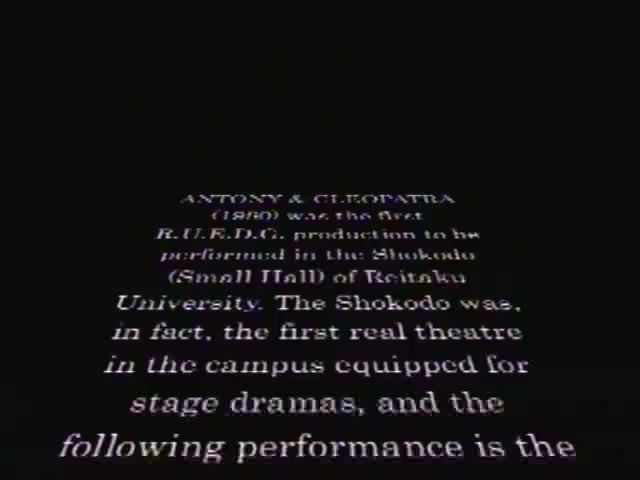 ANTONY & CLEOPATRA
(1980) was the first
R.U.E.D.G. production to be
performed in the Shokodo
(Small Hall) of Reitaku
University. The Shokodo was,
in fact, the first real theatre
in the campus equipped for
stage dramas, and the
following performance is the